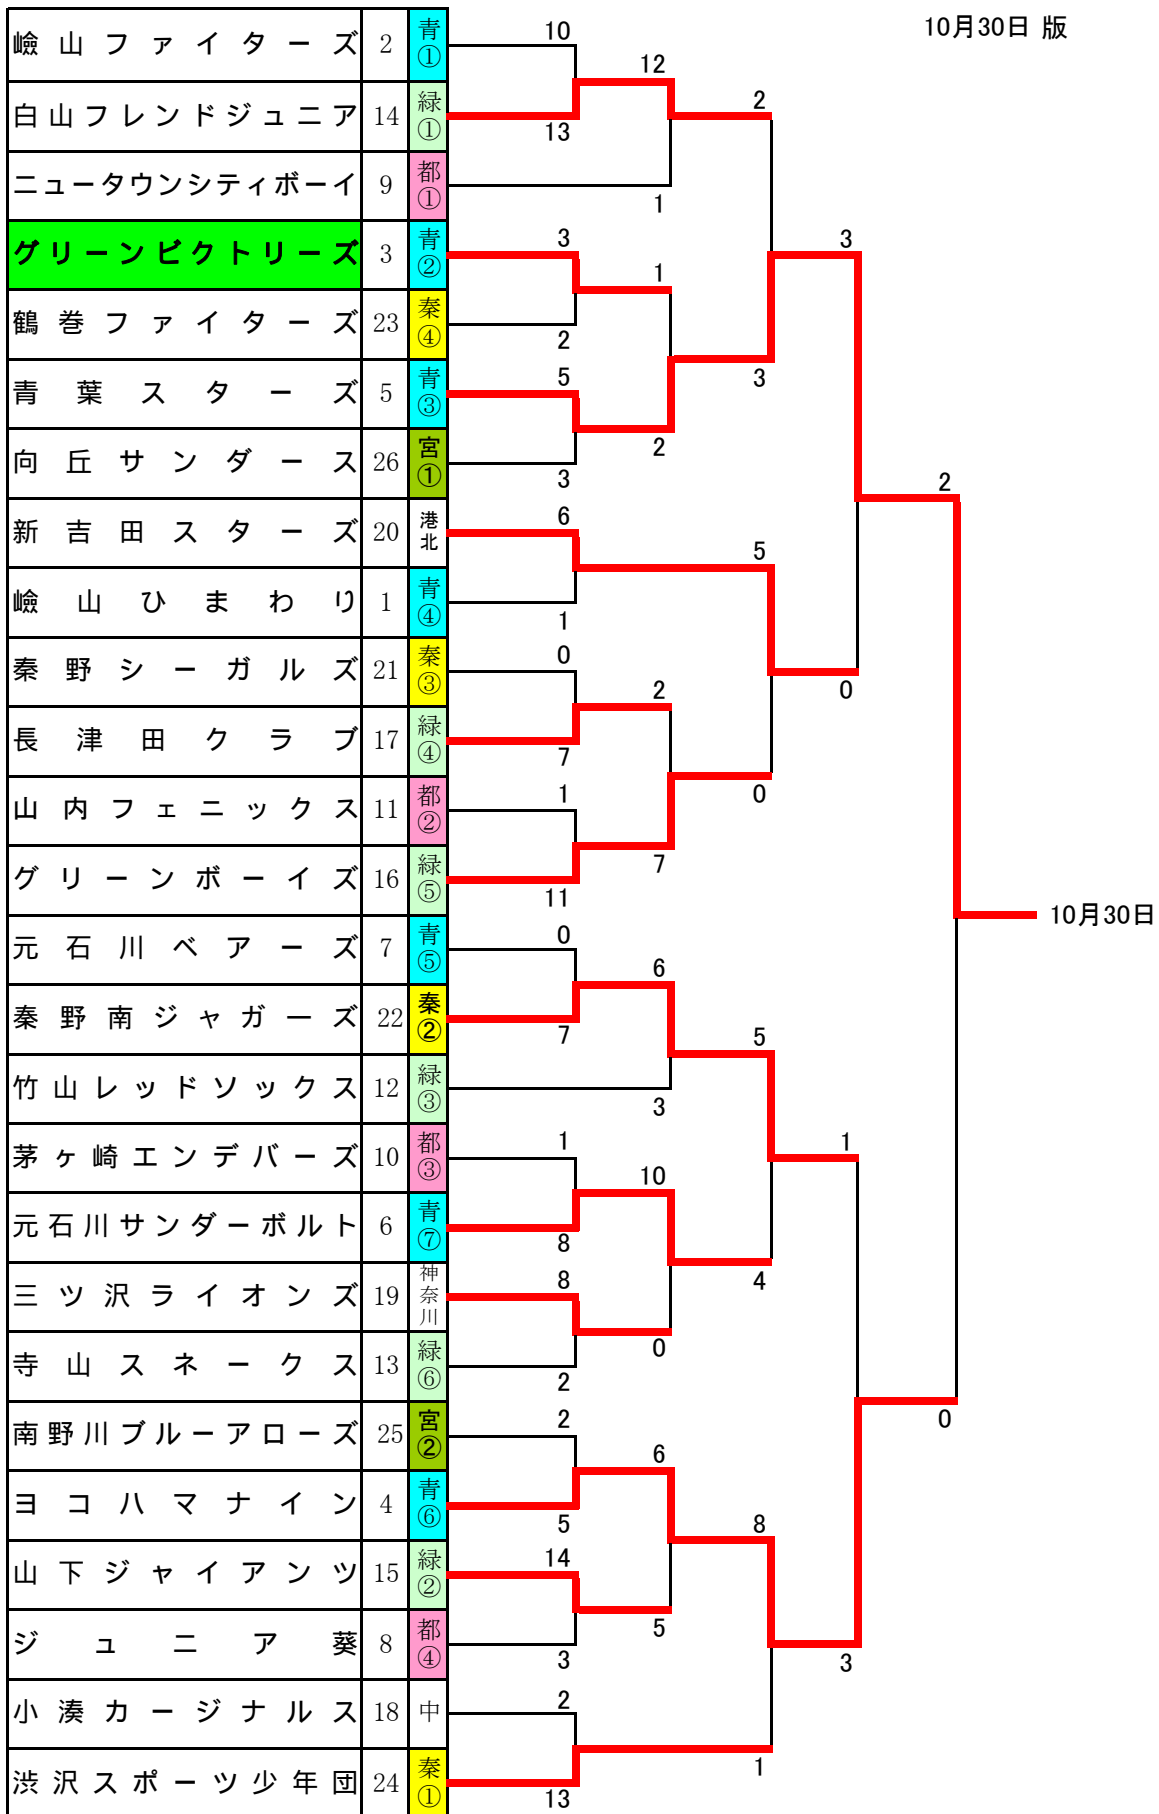 10月30日 版
嶮山ファイターズ 2 青① 10
12
白山フレンドジュニア 14 緑① 13
2
ニュータウンシティボーイ 9 都① 1
グリーンビクトリーズ 3 青② 3
1
3
鶴巻ファイターズ 23 秦④ 2
青葉スターズ 5 青③ 5
3
2
向丘サンダース 26 宮① 3
2
新吉田スターズ 20 港北 6
5
嶮山ひまわり 1 青④ 1
秦野シーガルズ 21 秦③ 0
2
0
長津田クラブ 17 緑④ 7
山内フェニックス 11 都② 1
0
7
グリーンボーイズ 16 緑⑤ 11
10月30日
元石川ベアーズ 7 青⑤ 0
6
秦野南ジャガーズ 22 秦② 7
5
竹山レッドソックス 12 緑③ 3
茅ヶ崎エンデバーズ 10 都③ 1
1
10
元石川サンダーボルト 6 青⑦ 8
三ツ沢ライオンズ 19 神奈川 8
4
0
寺山スネークス 13 緑⑥ 2
南野川ブルーアローズ 25 宮② 2
0
6
ヨコハマナイン 4 青⑥ 5
8
山下ジャイアンツ 15 緑② 14
5
ジュニア葵 8 都④ 3
3
小湊カージナルス 18 中 2
1
渋沢スポーツ少年団 24 秦① 13